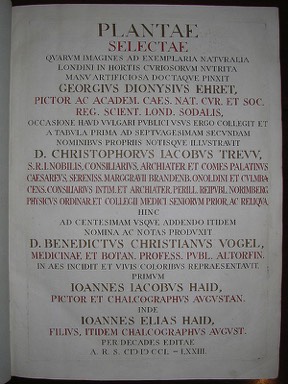 PLANTAE
SELECTAE
QVARVM IMAGINES AD EXEMPLARIA NATVRALIA
LONDINI IN HORTIS CVRIOSORVM NVTRITA
MANV ARTIFICIOSA DOCTAQVE PINXIT
GEORGIVS DIONYSIVS EHRET,
PICTOR AC ACADEM. CAES. NAT. CVR. ET SOC.
REG. SCIENT. LOND. SODALIS,
OCCASIONE HAVD VVLGARI PVBLICI VSVS ERGO COLLEGIT ET
A TABVLA PRIMA AD SEPTVAGESIMAM SECVNDAM
NOMINIBVS PROPRIIS NOTISQVE ILLVSTRAVIT
D. CHRISTOPHORVS IACOBVS TREVV,
S.R.I. NOBILIS, CONSILIARIVS, ARCHIATER ET COMES PALATINVS
CAESAREVS, SERENISS. MARGGRAVII BRANDENB. ONOLDINI ET CVLMBA-
CENS. CONSILIARIVS INTIM. ET ARCHIATER, PERILL. REIPVBL. NORIMBERG
PHYSICVS ORDINAR. ET COLLEGII MEDICI SENIORVM PRIOR, AC RELIQVA.
HINC
AD CENTESIMAM VSQVE ADDENDO ITIDEM
NOMINA AC NOTAS PRODVXIT
D. BENEDICTVS CHRISTIANVS VOGEL,
MEDICINAE ET BOTAN. PROFESS. PVBL. ALTORFIN.
IN AES INCIDIT ET VIVIS COLORIBVS REPRAESENTAVIT
PRIMVM
IOANNES IACOBVS HAID,
PICTOR ET CHALCOGRAPHVS AVGVSTAN.
INDE
IOANNES ELIAS HAID,
FILIVS, ITIDEM CHALCOGRAPHVS AVGVST.
PER DECADES EDITAE
A. R. S.